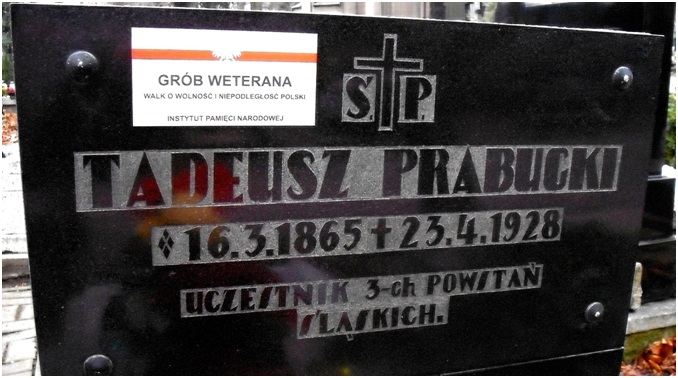 GRÓB WETERANA
WALK O WOLNOŚĆ I NIEPODLEGŁOŚĆ POLSKI
INSTYTUT PAMIĘCI NARODOWEJ
Ś.P.
TADEUSZ PRABUCKI
16.3.1865 ✝ 23.4.1928
UCZESTNIK 3-ch POWSTAŃ
ŚLĄSKICH.